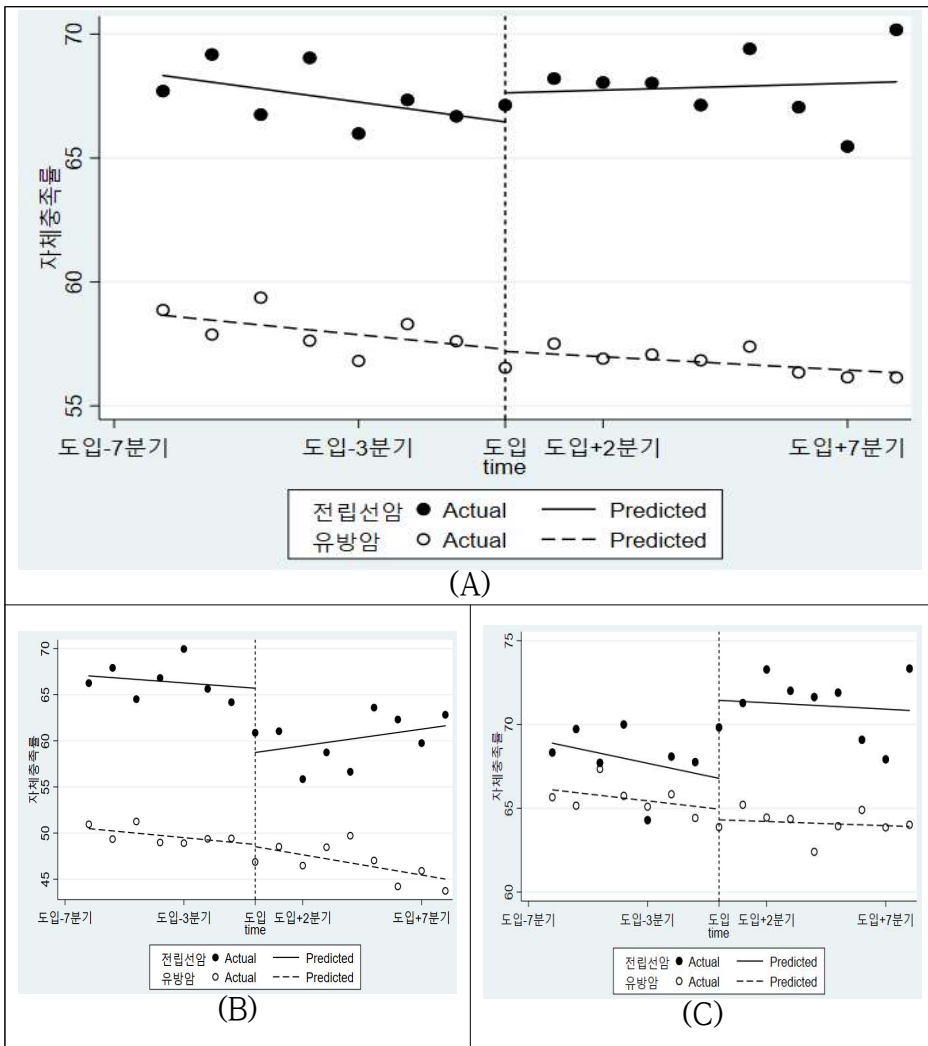 70
65
60
55
자체충족률
도입-7분기 도입-3분기 도입 도입+2분기 도입+7분기
time
전립선암 Actual Predicted
유방암 Actual Predicted
(A)
70
65
60
55
50
45
자체충족률
도입-7분기 도입-3분기 도입 도입+2분기 도입+7분기
time
전립선암 Actual Predicted
유방암 Actual Predicted
(B)
75
70
65
60
자체충족률
도입-7분기 도입-3분기 도입 도입+2분기 도입+7분기
time
전립선암 Actual Predicted
유방암 Actual Predicted
(C)